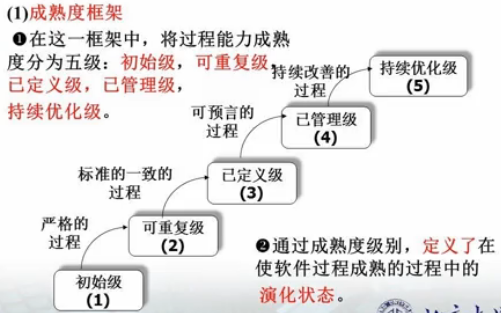 (1)成熟度框架
❶在这一框架中，将过程能力成熟
度分为五级：初始级，可重复级，
已定义级，已管理级，
持续优化级。
持续改善的
过程
持续优化级
(5)
可预言的
过程
已管理级
(4)
标准的一致的
过程
已定义级
(3)
严格的
过程
可重复级
(2)
初始级
(1)
❷通过成熟度级别，定义了在
使软件过程成熟的过程中的
演化状态。